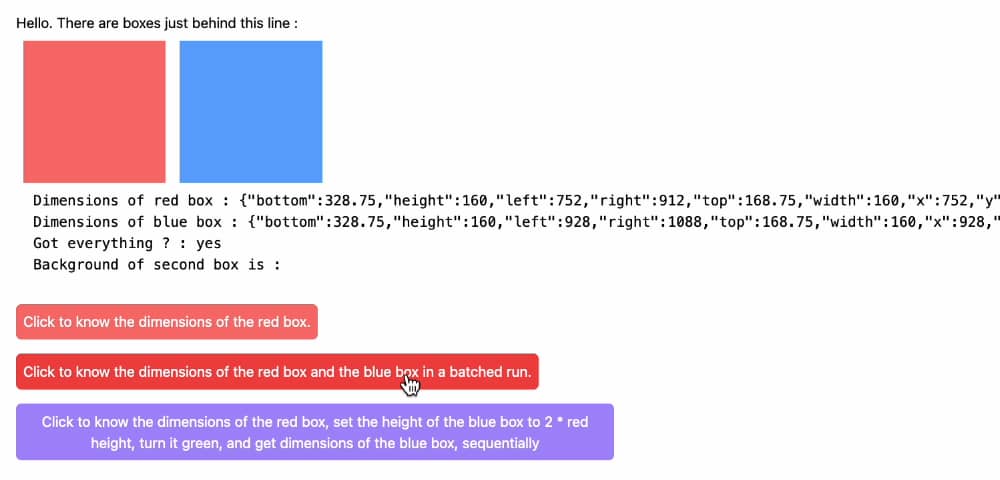 Hello. There are boxes just behind this line :
Dimensions of red box : {"bottom":328.75,"height":160,"left":752,"right":912,"top":168.75,"width":160,"x":752,"y"
Dimensions of blue box : {"bottom":328.75,"height":160,"left":928,"right":1088,"top":168.75,"width":160,"x":928,"
Got everything ? : yes
Background of second box is :
Click to know the dimensions of the red box.
Click to know the dimensions of the red box and the blue box in a batched run.
Click to know the dimensions of the red box, set the height of the blue box to 2 * red
height, turn it green, and get dimensions of the blue box, sequentially